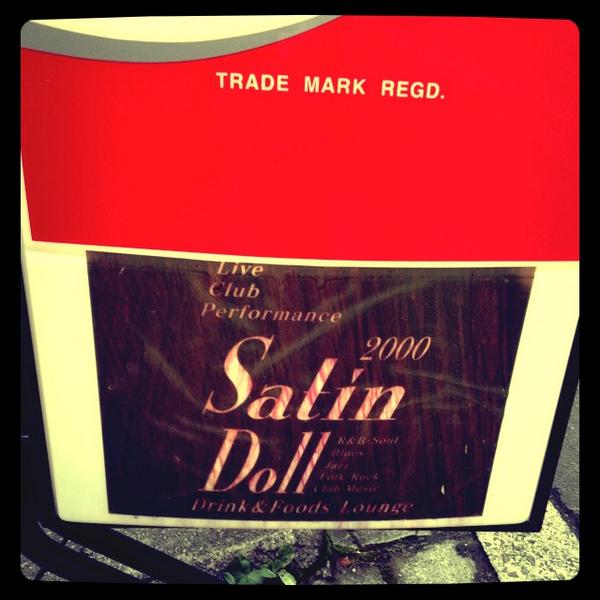 TRADE MARK REGD.
Live
Club
Performance
2000
Satin
Doll
R&B·Soul
Blues
Jazz
Folk·Rock
Club Music
Drink&Foods Lounge